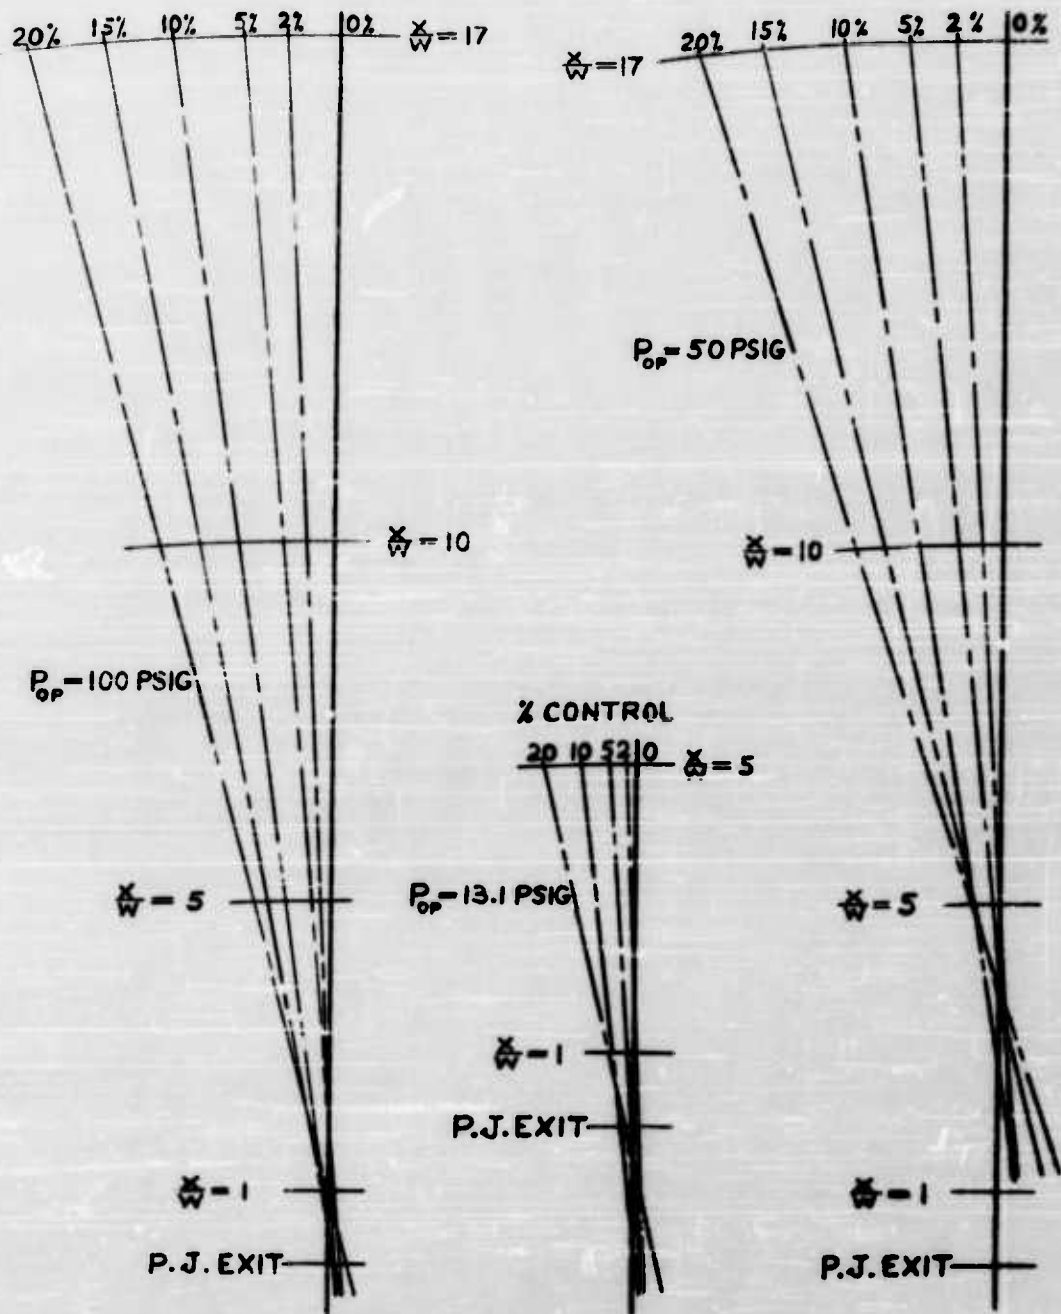 20% 15% 10% 5% 2% 0% X/W = 17
X/W = 10
P_OP = 100 PSIG
X/W = 5
X/W = 1
P.J. EXIT
% CONTROL
20 10 5 2 0 X/W = 5
P_OP = 13.1 PSIG
X/W = 1
P.J. EXIT
X/W = 17 20% 15% 10% 5% 2% 0%
P_OP = 50 PSIG
X/W = 10
X/W = 5
X/W = 1
P.J. EXIT